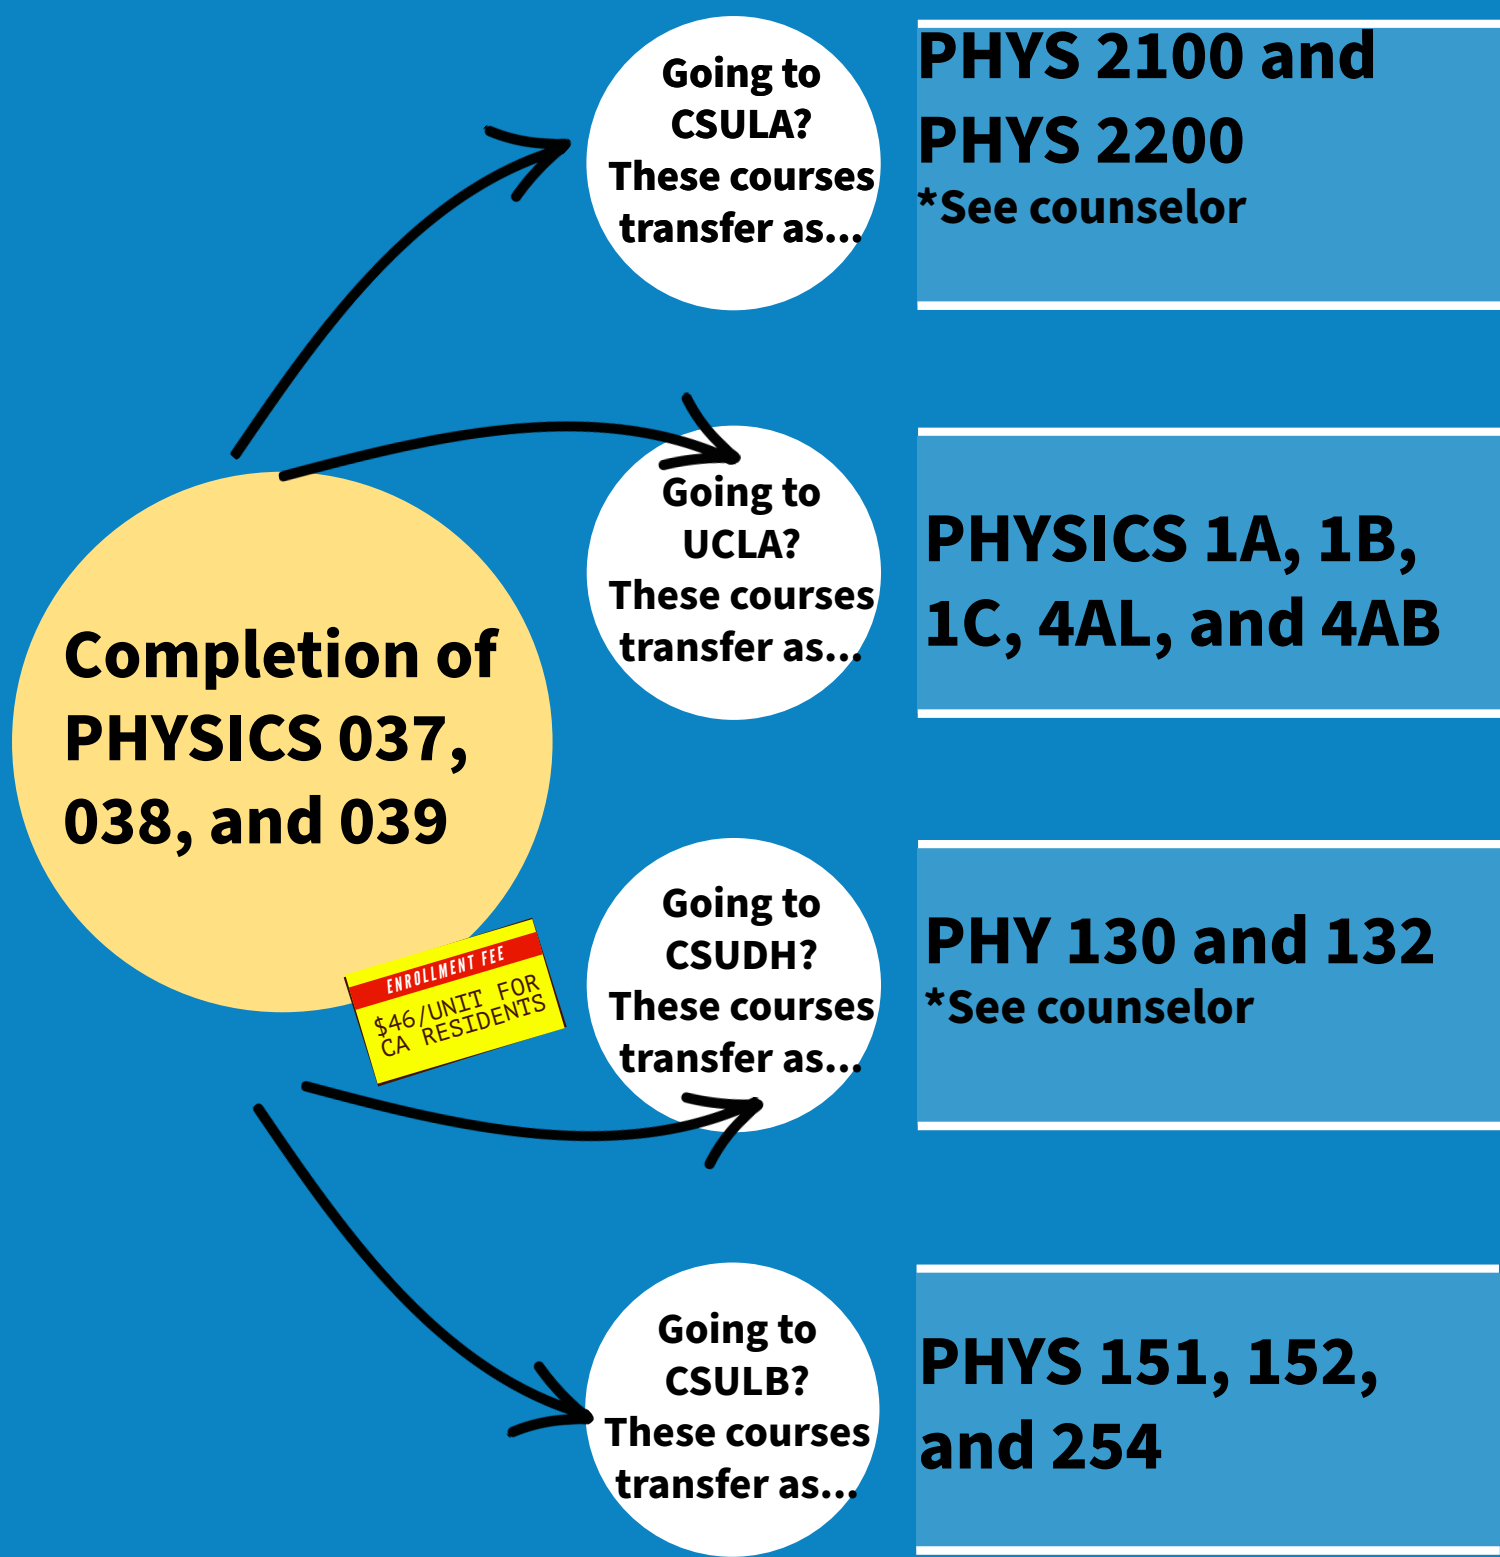 Going to
CSULA?
These courses
transfer as...
PHYS 2100 and
PHYS 2200
*See counselor
Going to
UCLA?
These courses
transfer as...
PHYSICS 1A, 1B,
1C, 4AL, and 4AB
Completion of
PHYSICS 037,
038, and 039
ENROLLMENT FEE
$46/UNIT FOR
CA RESIDENTS
Going to
CSUDH?
These courses
transfer as...
PHY 130 and 132
*See counselor
Going to
CSULB?
These courses
transfer as...
PHYS 151, 152,
and 254